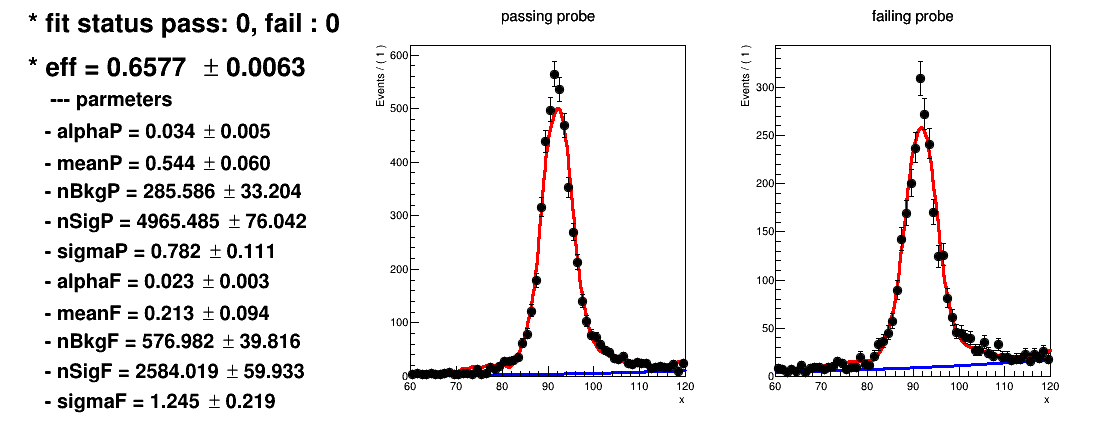 * fit status pass: 0, fail : 0
* eff = 0.6577 ± 0.0063
--- parmeters
- alphaP = 0.034 ± 0.005
- meanP = 0.544 ± 0.060
- nBkgP = 285.586 ± 33.204
- nSigP = 4965.485 ± 76.042
- sigmaP = 0.782 ± 0.111
- alphaF = 0.023 ± 0.003
- meanF = 0.213 ± 0.094
- nBkgF = 576.982 ± 39.816
- nSigF = 2584.019 ± 59.933
- sigmaF = 1.245 ± 0.219
passing probe
Events / ( 1 )
600
500
400
300
200
100
0
60 70 80 90 100 110 120
x
failing probe
Events / ( 1 )
300
250
200
150
100
50
0
60 70 80 90 100 110 120
x